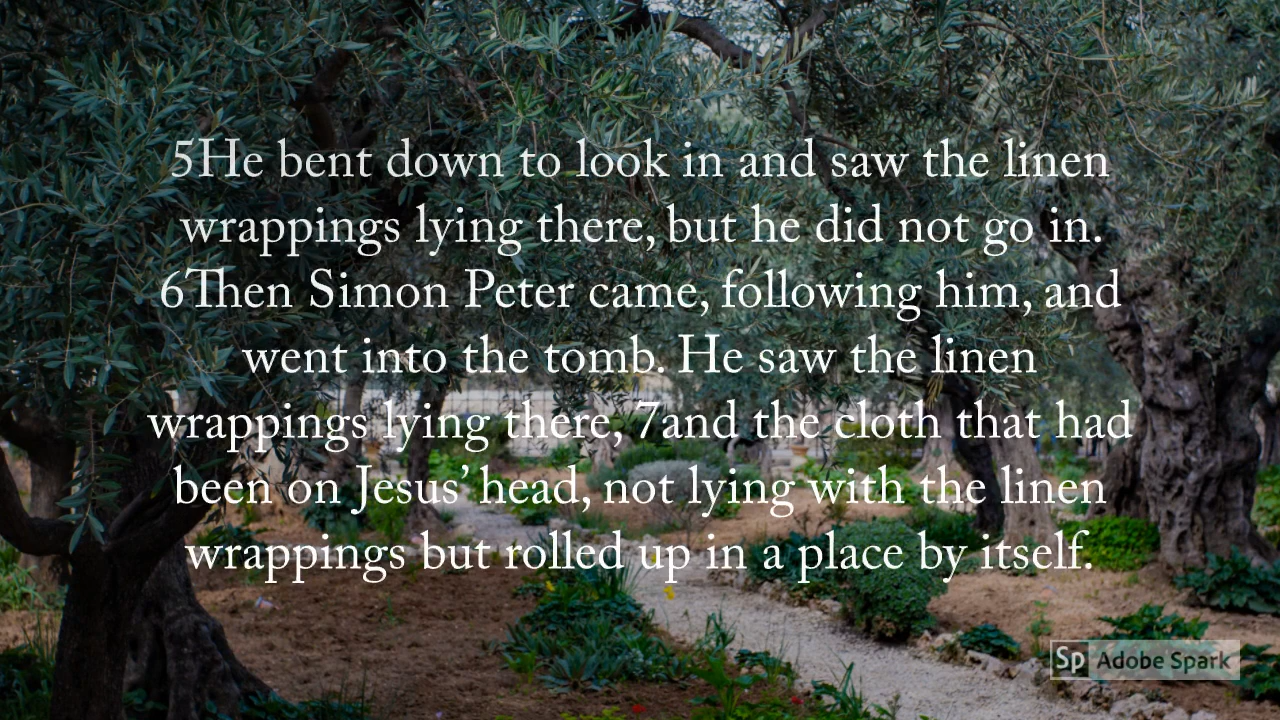 5He bent down to look in and saw the linen
wrappings lying there, but he did not go in.
6Then Simon Peter came, following him, and
went into the tomb. He saw the linen
wrappings lying there, 7and the cloth that had
been on Jesus’ head, not lying with the linen
wrappings but rolled up in a place by itself.
Sp Adobe Spark